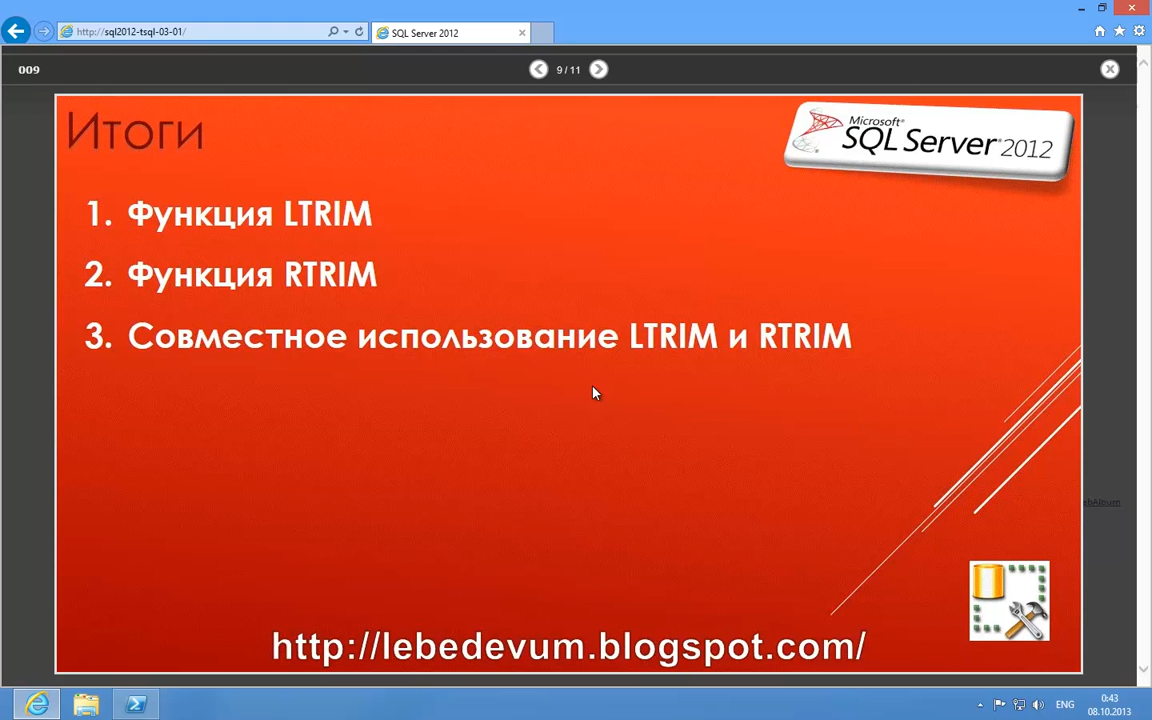 http://sql2012-tsql-03-01/
SQL Server 2012
009
9 / 11
Итоги
Microsoft®
SQL Server® 2012
1. Функция LTRIM
2. Функция RTRIM
3. Совместное использование LTRIM и RTRIM
http://lebedevum.blogspot.com/
ENG
0:43
08.10.2013